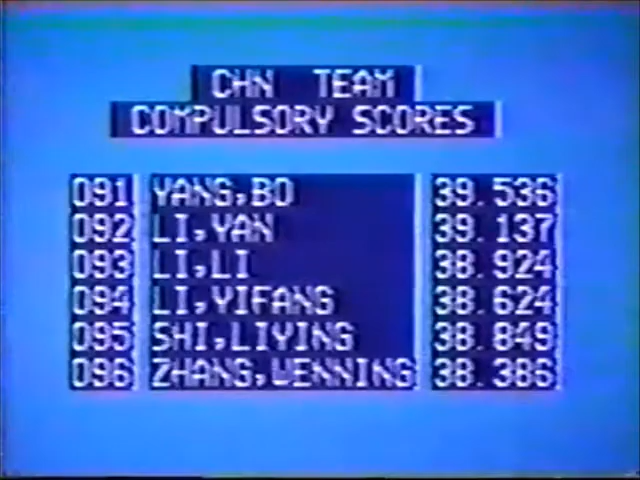 CHN TEAM
COMPULSORY SCORES
091 YANG,BO 39.536
092 LI,YAN 39.137
093 LI,LI 38.924
094 LI,YIFANG 38.624
095 SHI,LIYING 38.849
096 ZHANG,WENNING 38.386